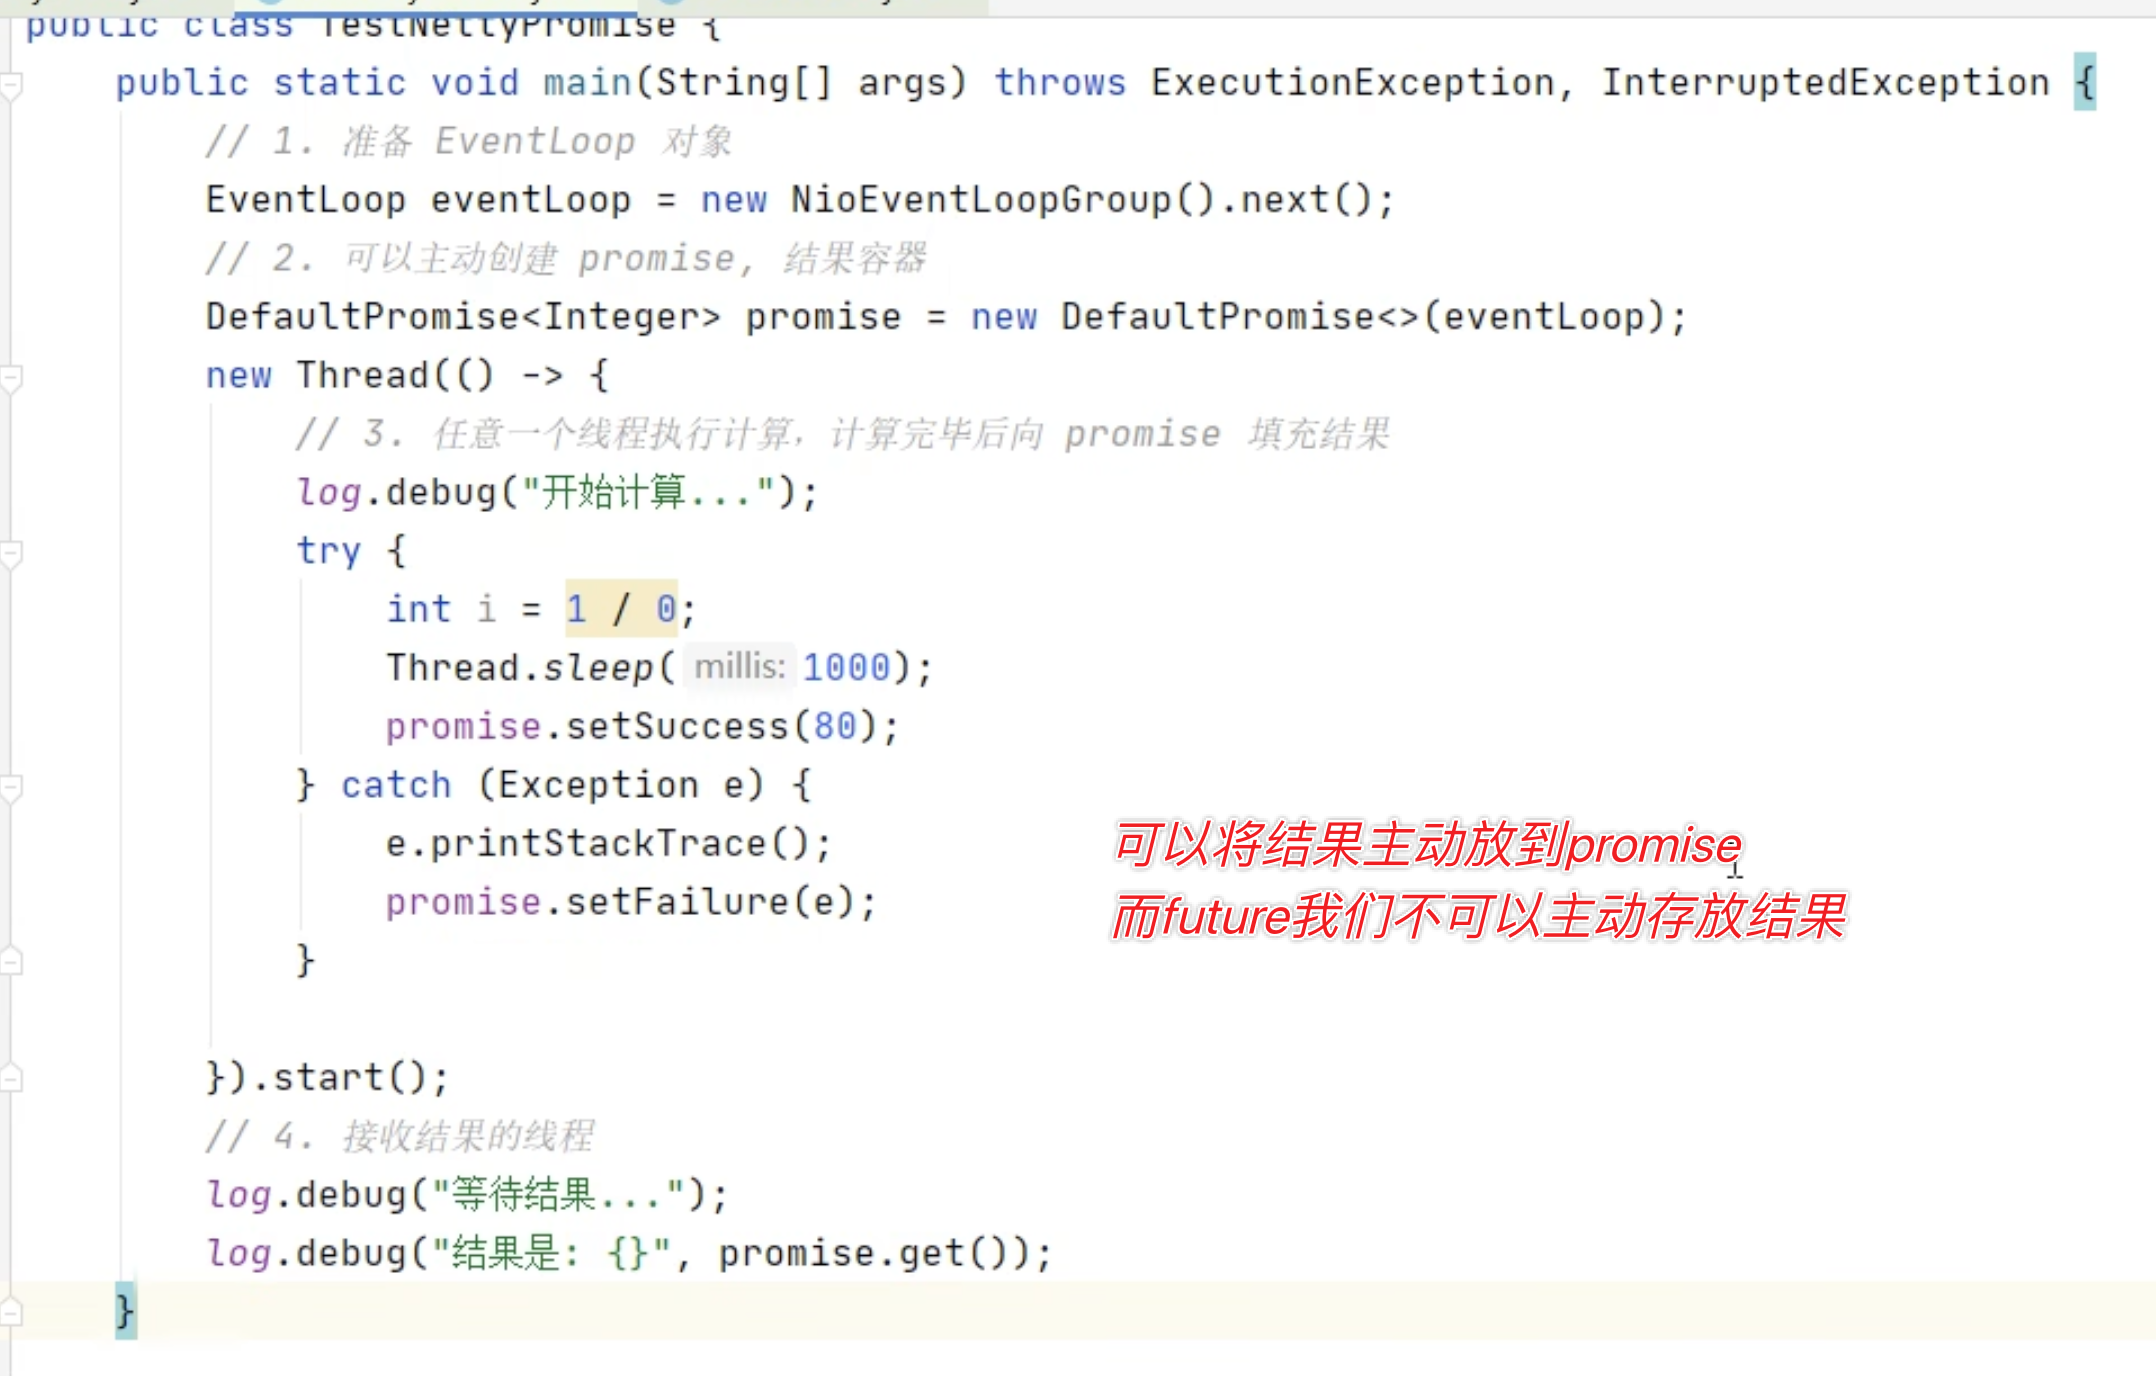 public class TestNettyPromise {
public static void main(String[] args) throws ExecutionException, InterruptedException {
// 1. 准备 EventLoop 对象
EventLoop eventLoop = new NioEventLoopGroup().next();
// 2. 可以主动创建 promise, 结果容器
DefaultPromise<Integer> promise = new DefaultPromise<>(eventLoop);
new Thread(() -> {
// 3. 任意一个线程执行计算，计算完毕后向 promise 填充结果
log.debug("开始计算...");
try {
int i = 1 / 0;
Thread.sleep( millis: 1000);
promise.setSuccess(80);
} catch (Exception e) {
e.printStackTrace();
可以将结果主动放到promise
promise.setFailure(e);
而future我们不可以主动存放结果
}
}).start();
// 4. 接收结果的线程
log.debug("等待结果...");
log.debug("结果是: {}", promise.get());
}